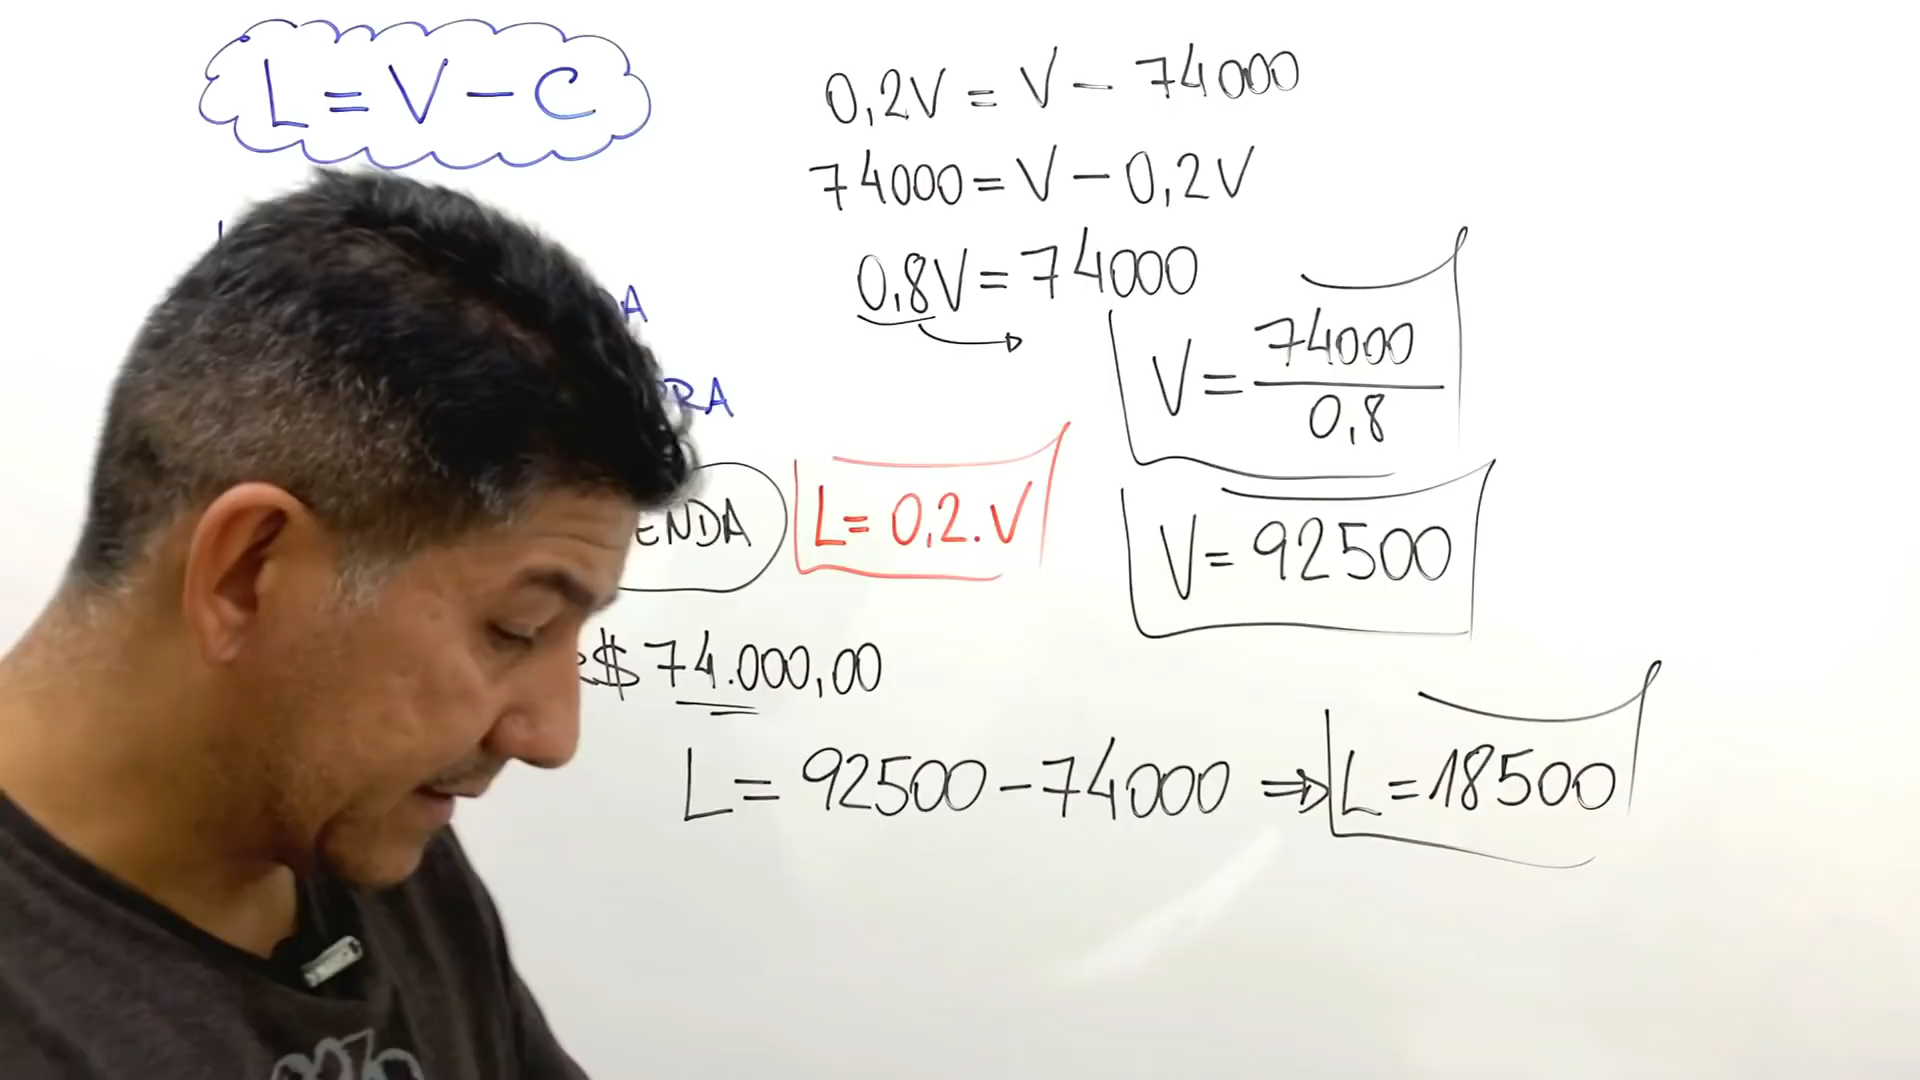 L = V - C
0,2V = V - 74000
74000 = V - 0,2V
0,8V = 74000
V = 74000
0,8
L = 0,2.V
V = 92500
$ 74.000,00
L = 92500 - 74000 ⇒ L = 18500